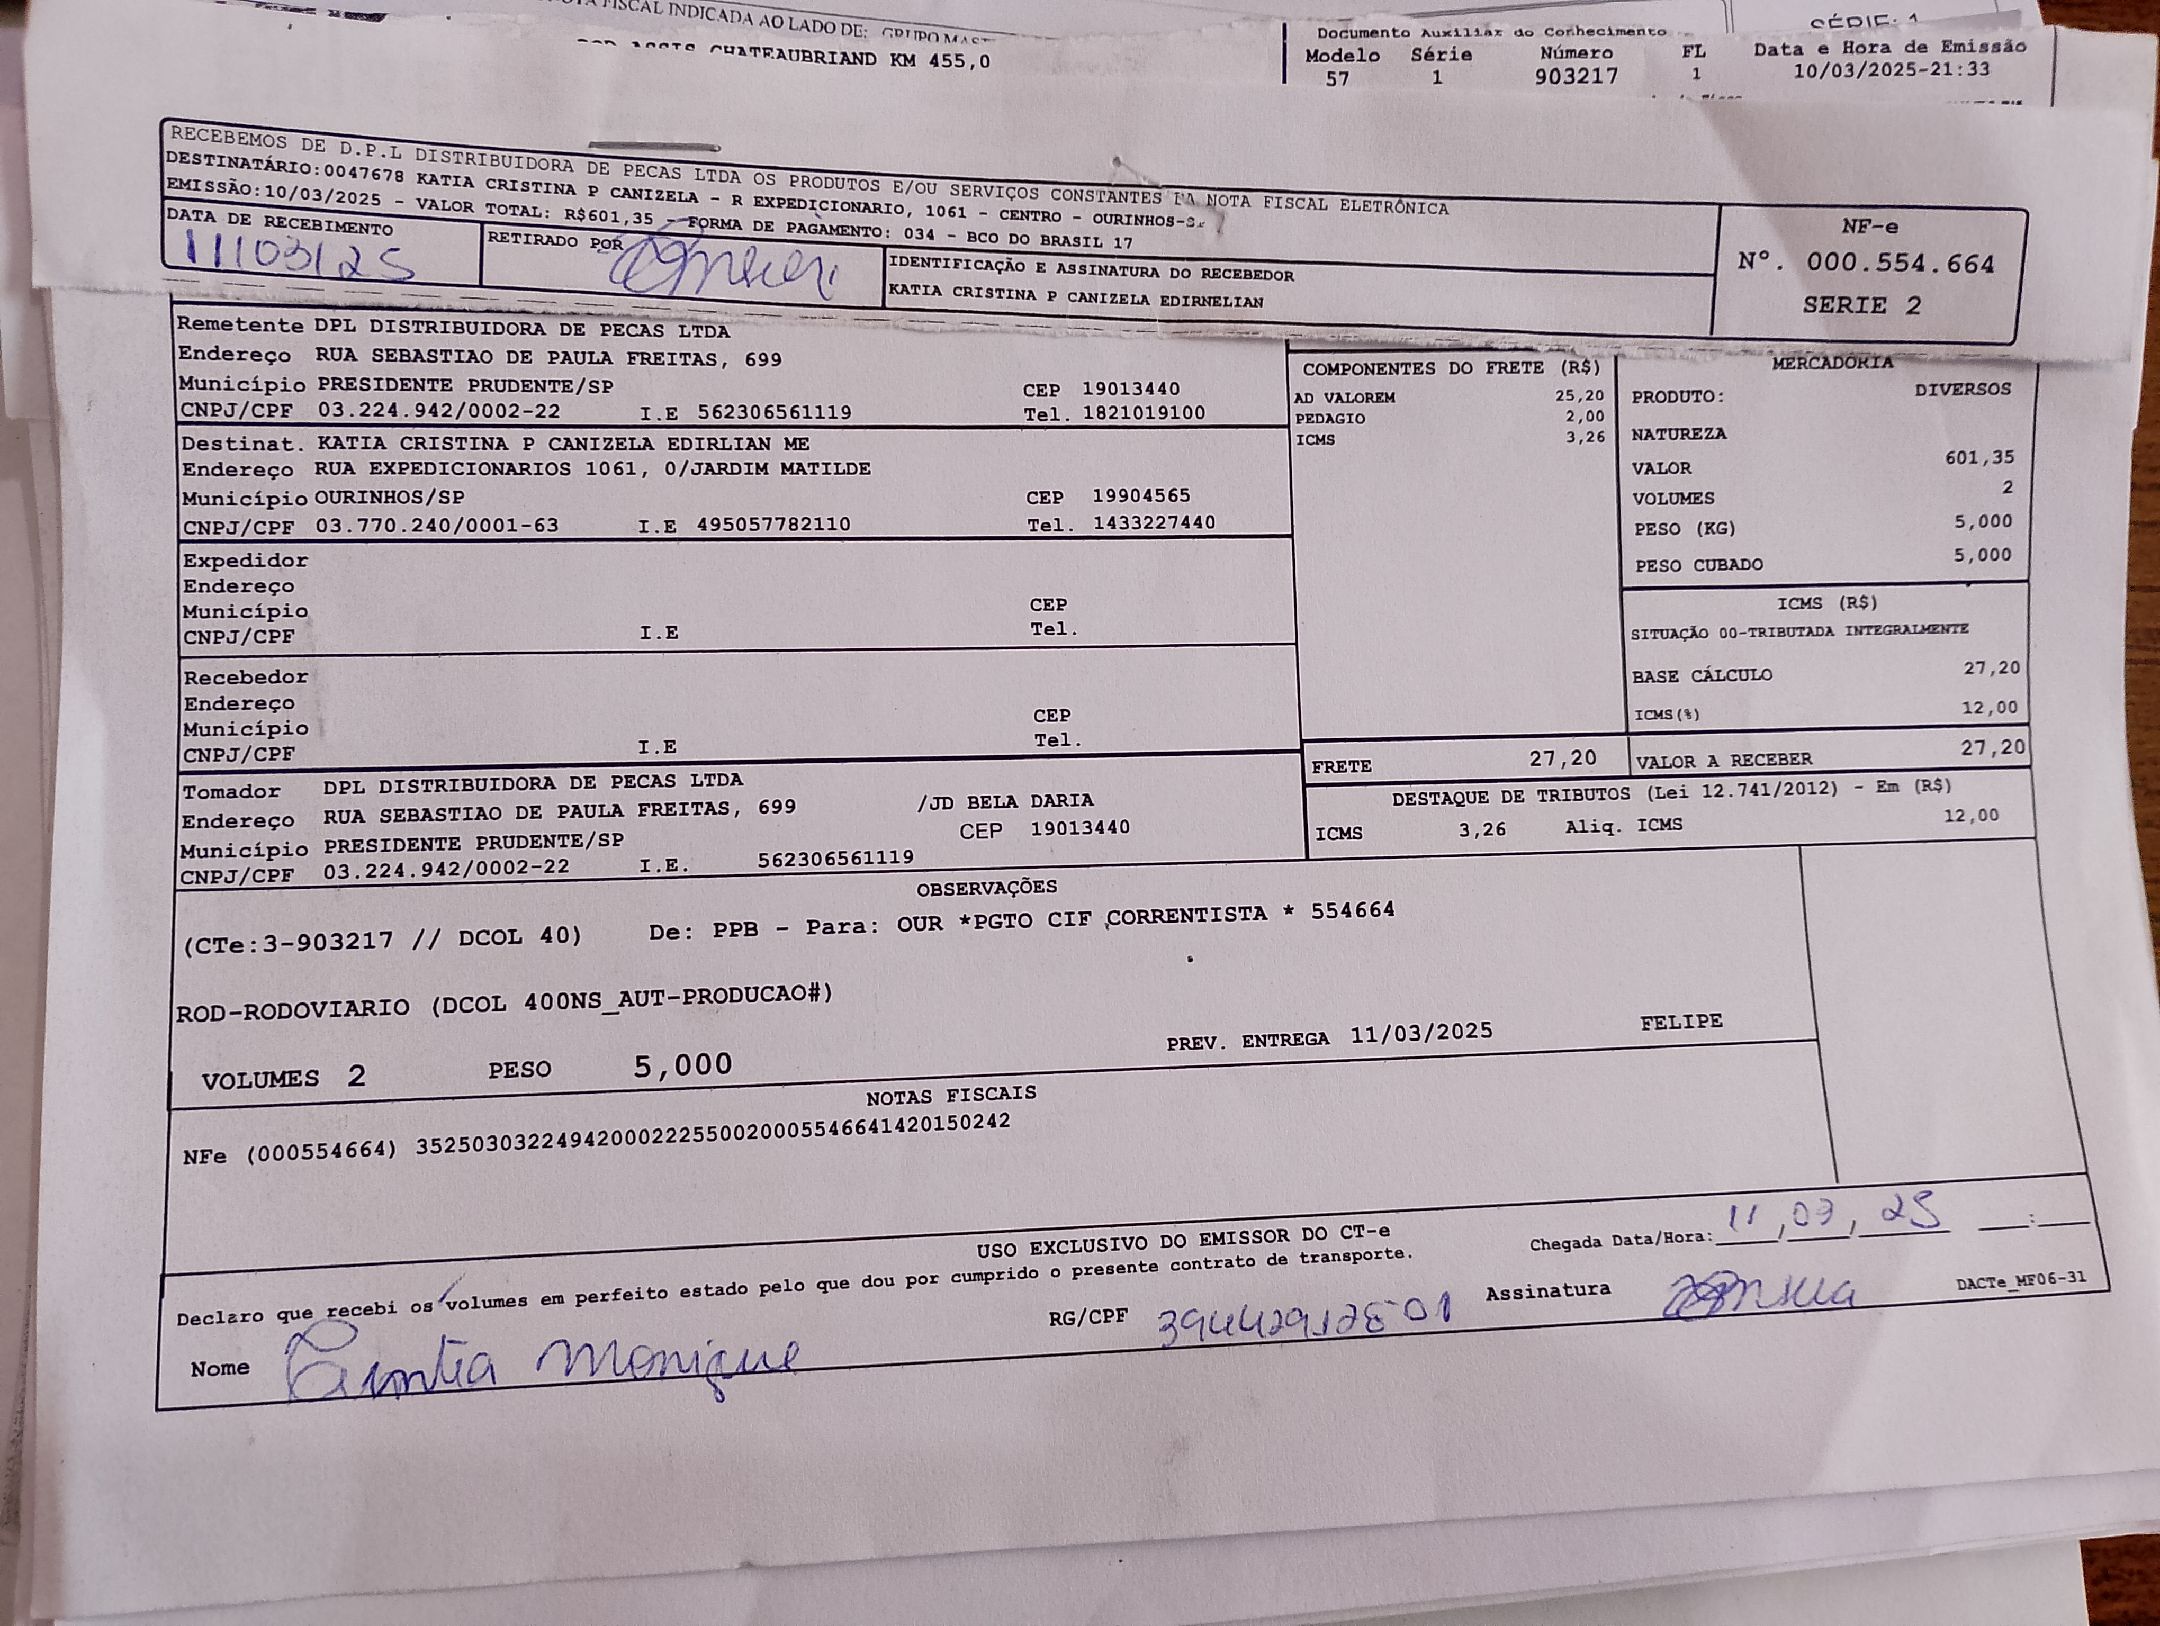 FISCAL INDICADA AO LADO DE: GRUPO
CHATEAUBRIAND KM 455,0
SÉRIE: 1
Documento Auxiliar do Conhecimento
Modelo Série Número FL Data e Hora de Emissão
57 1 903217 1 10/03/2025-21:33
RECEBEMOS DE D.P.L DISTRIBUIDORA DE PECAS LTDA OS PRODUTOS E/OU SERVIÇOS CONSTANTES DA NOTA FISCAL ELETRÔNICA
DESTINATÁRIO:0047678 KATIA CRISTINA P CANIZELA - R EXPEDICIONARIO, 1061 - CENTRO - OURINHOS-
EMISSÃO:10/03/2025 - VALOR TOTAL: R$601,35 - FORMA DE PAGAMENTO: 034 - BCO DO BRASIL 17
DATA DE RECEBIMENTO
11/03/25
RETIRADO POR
IDENTIFICAÇÃO E ASSINATURA DO RECEBEDOR
KATIA CRISTINA P CANIZELA EDIRNELIAN
NF-e
Nº. 000.554.664
SERIE 2
Remetente DPL DISTRIBUIDORA DE PECAS LTDA
Endereço RUA SEBASTIAO DE PAULA FREITAS, 699
Município PRESIDENTE PRUDENTE/SP CEP 19013440
CNPJ/CPF 03.224.942/0002-22 I.E 562306561119 Tel. 1821019100
Destinat. KATIA CRISTINA P CANIZELA EDIRLIAN ME
Endereço RUA EXPEDICIONARIOS 1061, 0/JARDIM MATILDE
Município OURINHOS/SP CEP 19904565
CNPJ/CPF 03.770.240/0001-63 I.E 495057782110 Tel. 1433227440
Expedidor
Endereço
Município CEP
CNPJ/CPF I.E Tel.
Recebedor
Endereço
Município CEP
CNPJ/CPF I.E Tel.
Tomador DPL DISTRIBUIDORA DE PECAS LTDA
Endereço RUA SEBASTIAO DE PAULA FREITAS, 699 /JD BELA DARIA
Município PRESIDENTE PRUDENTE/SP CEP 19013440
CNPJ/CPF 03.224.942/0002-22 I.E. 562306561119
COMPONENTES DO FRETE (R$)
AD VALOREM 25,20
PEDAGIO 2,00
ICMS 3,26
MERCADORIA
PRODUTO: DIVERSOS
NATUREZA
VALOR 601,35
VOLUMES 2
PESO (KG) 5,000
PESO CUBADO 5,000
ICMS (R$)
SITUAÇÃO 00-TRIBUTADA INTEGRALMENTE
BASE CÁLCULO 27,20
ICMS(%) 12,00
FRETE 27,20 VALOR A RECEBER 27,20
DESTAQUE DE TRIBUTOS (Lei 12.741/2012) - Em (R$)
ICMS 3,26 Aliq. ICMS 12,00
OBSERVAÇÕES
(CTe:3-903217 // DCOL 40) De: PPB - Para: OUR *PGTO CIF CORRENTISTA * 554664
ROD-RODOVIARIO (DCOL 400NS_AUT-PRODUCAO#)
PREV. ENTREGA 11/03/2025 FELIPE
VOLUMES 2 PESO 5,000
NOTAS FISCAIS
NFe (000554664) 35250303224942000222550020005546641420150242
USO EXCLUSIVO DO EMISSOR DO CT-e
Declaro que recebi os volumes em perfeito estado pelo que dou por cumprido o presente contrato de transporte.
Chegada Data/Hora: 11, 03, 25 :
Nome Cintia Monique RG/CPF Assinatura
DACTe_MF06-31